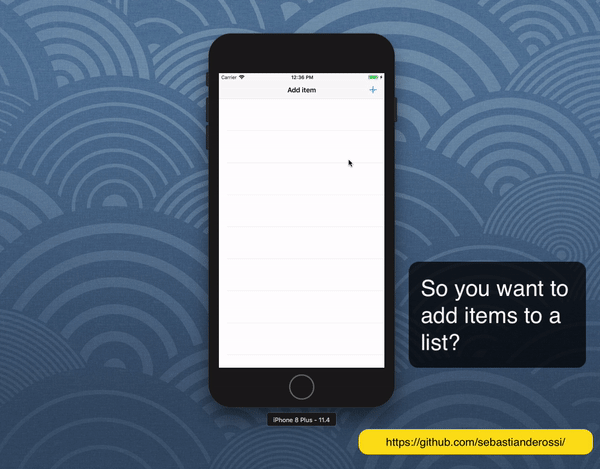 Carrier 12:36 PM
Add item +
So you want to
add items to a
list?
iPhone 8 Plus - 11.4
https://github.com/sebastianderossi/